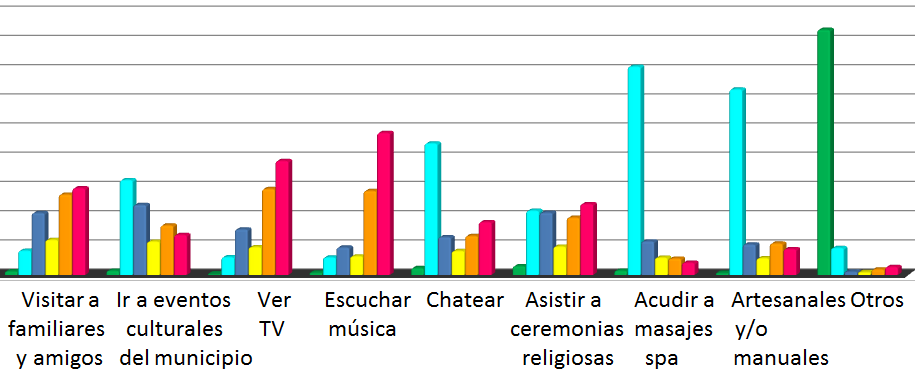 Visitar a
familiares
y amigos
Ir a eventos
culturales
del municipio
Ver
TV
Escuchar
música
Chatear
Asistir a
ceremonias
religiosas
Acudir a
masajes
spa
Artesanales
y/o
manuales
Otros